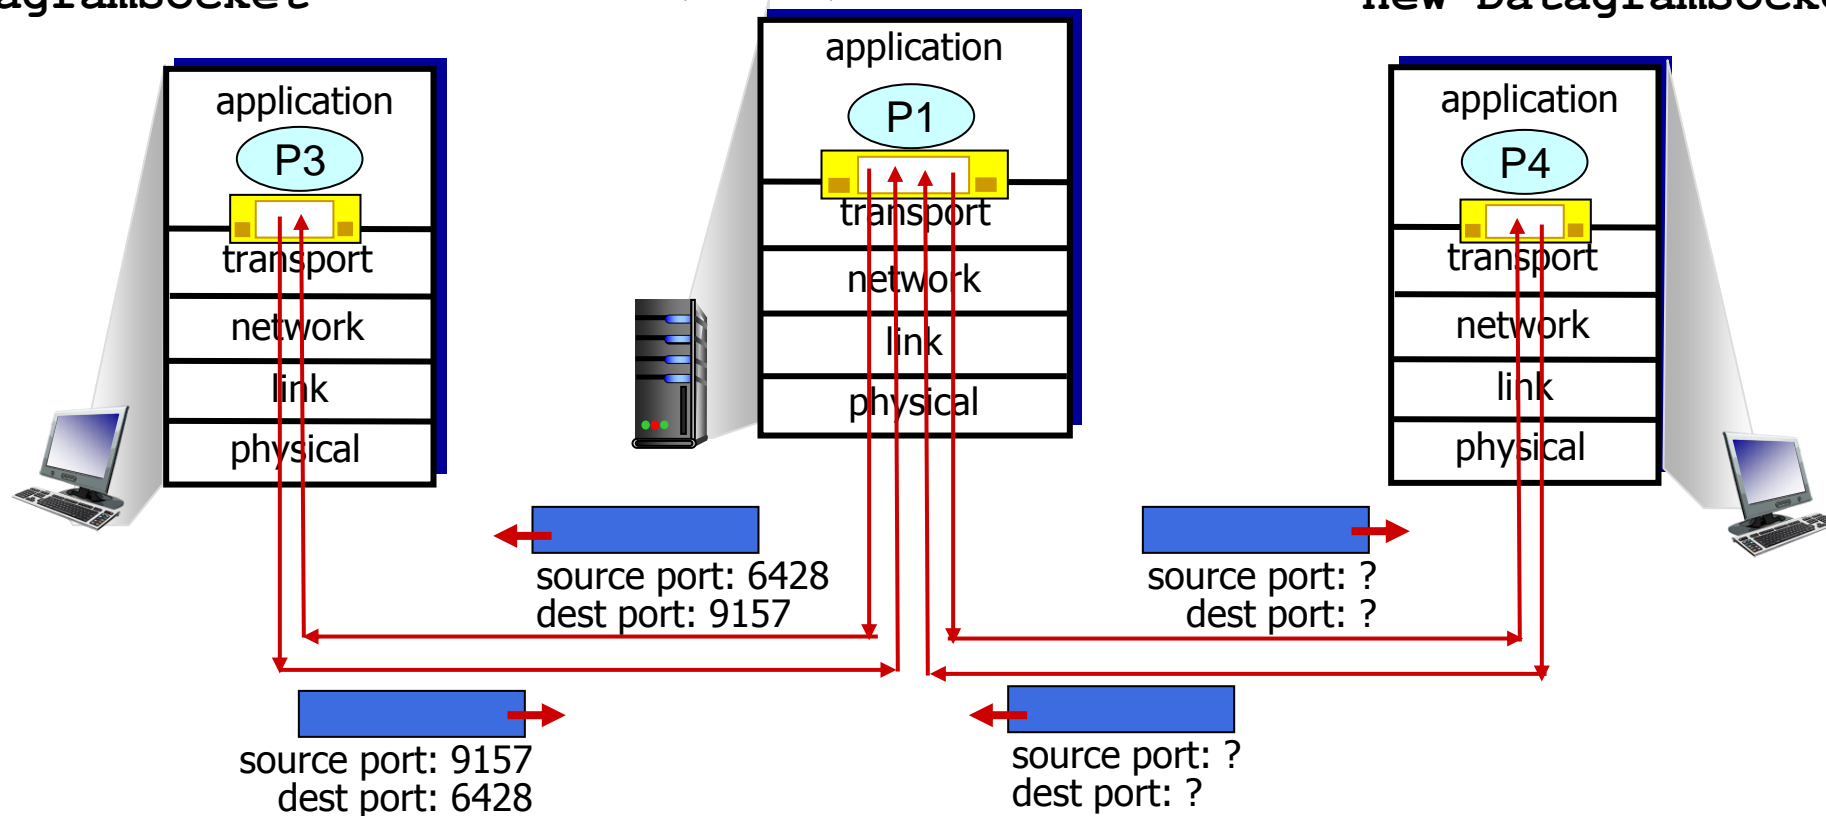 application
P3
transport
network
link
physical
application
P1
transport
network
link
physical
new
application
P4
transport
network
link
physical
source port: 6428
dest port: 9157
source port: ?
dest port: ?
source port: 9157
dest port: 6428
source port: ?
dest port: ?